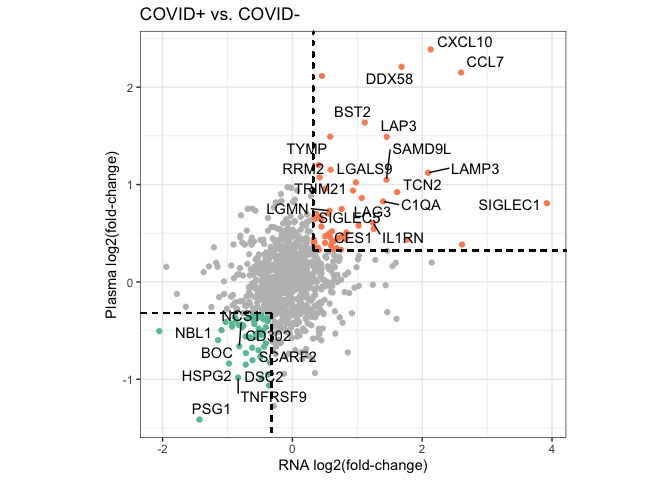 COVID+ vs. COVID-
CXCL10
CCL7
DDX58
BST2
LAP3
TYMP
SAMD9L
RRM2
LGALS9
LAMP3
TRIM21
TCN2
LGMN
LAG3
C1QA
SIGLEC1
SIGLEC5
CES1
IL1RN
NCS1
NBL1
CD302
BOC
SCARF2
HSPG2
DSC2
TNFRSF9
PSG1
2
1
0
-1
-2
0
2
4
Plasma log2(fold-change)
RNA log2(fold-change)